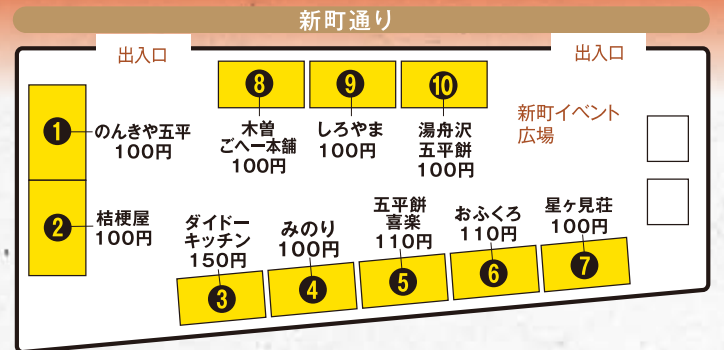 新町通り
出入口
出入口
8
9
10
1
のんきや五平
100円
木曽
ごへー本舗
100円
しろやま
100円
湯舟沢
五平餅
100円
新町イベント
広場
2
桔梗屋
100円
ダイドー
キッチン
150円
みのり
100円
五平餅
喜楽
110円
おふくろ
110円
星ヶ見荘
100円
3
4
5
6
7